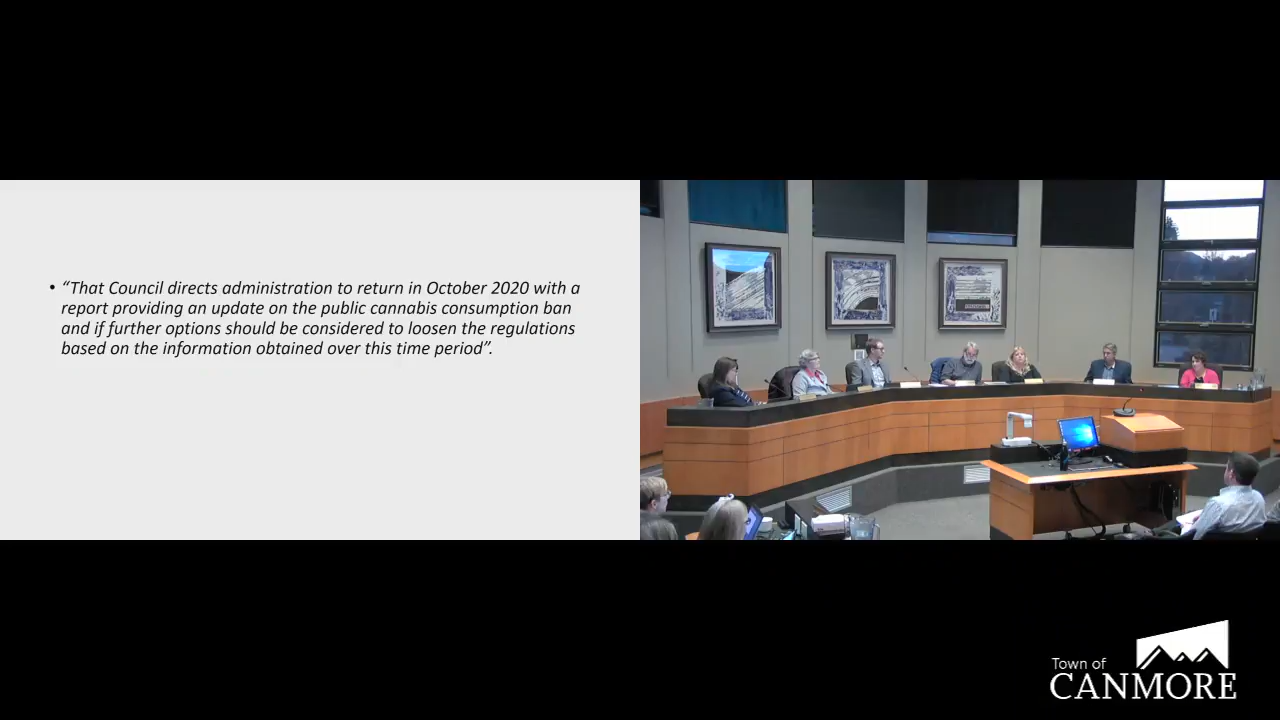 • “That Council directs administration to return in October 2020 with a
report providing an update on the public cannabis consumption ban
and if further options should be considered to loosen the regulations
based on the information obtained over this time period”.
Town of
CANMORE